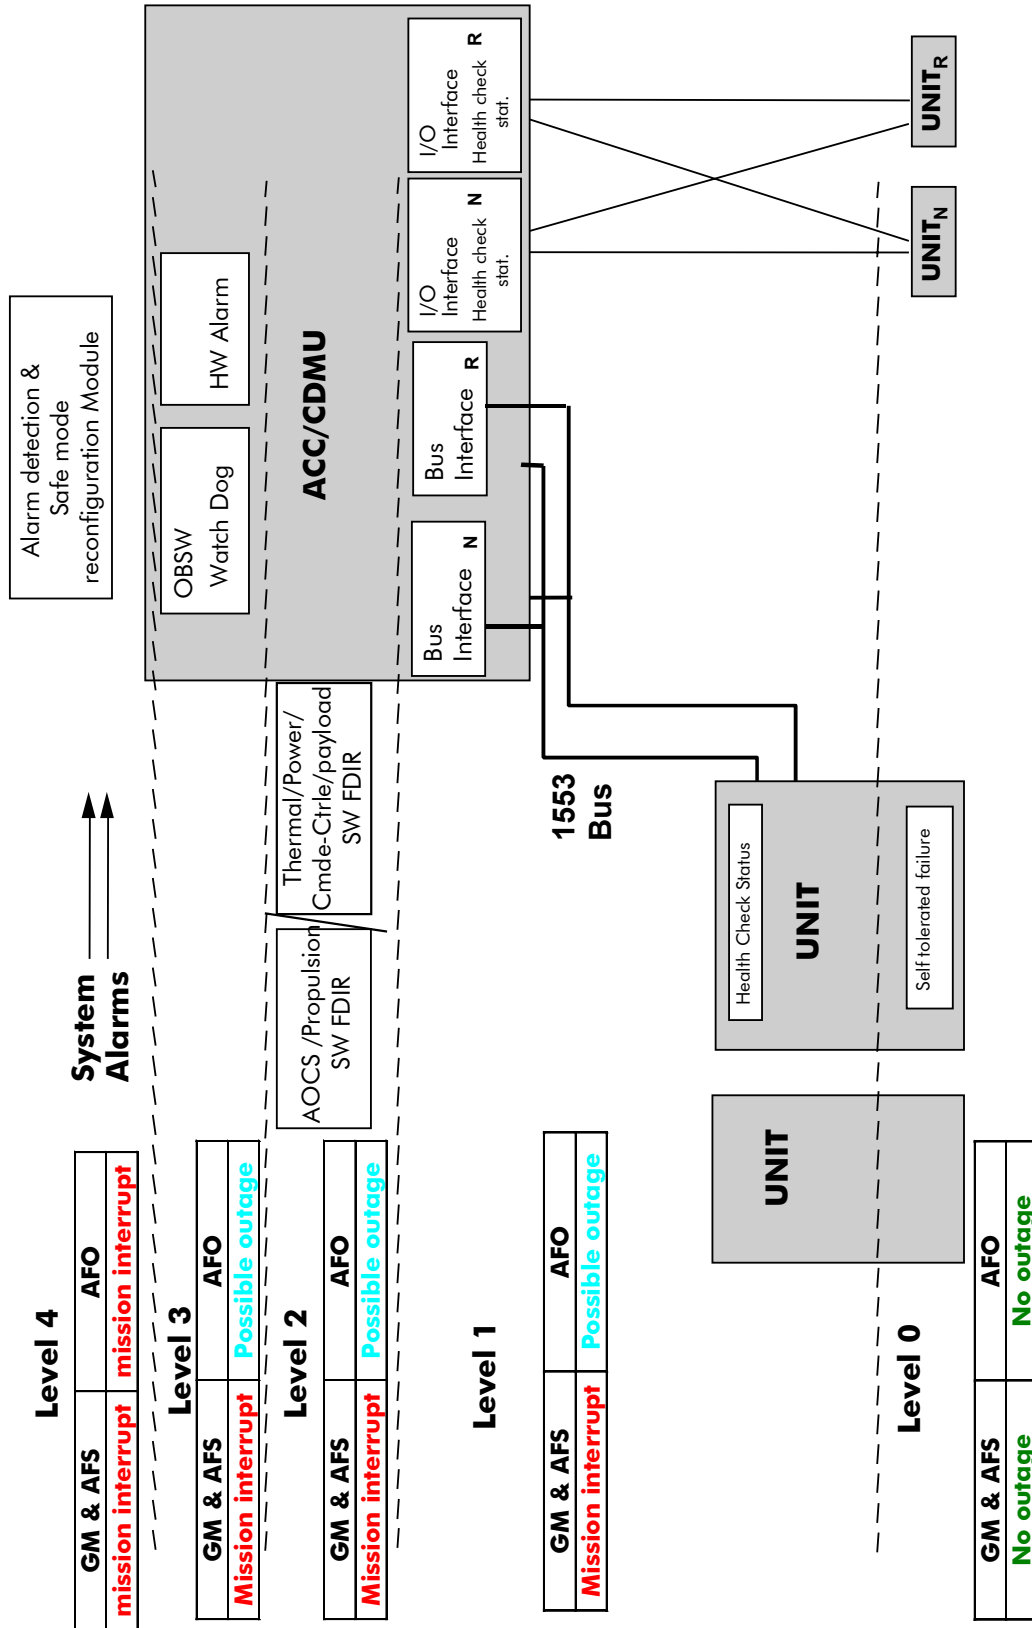 Level 4
GM & AFS
AFO
mission interrupt
mission interrupt
System
Alarms
Alarm detection &
Safe mode
reconfiguration Module
Level 3
GM & AFS
AFO
Mission interrupt
Possible outage
OBSW
Watch Dog
HW Alarm
Level 2
GM & AFS
AFO
Mission interrupt
Possible outage
AOCS /Propulsion
SW FDIR
Thermal/Power/
Cmde-Ctrle/payload
SW FDIR
ACC/CDMU
Level 1
GM & AFS
AFO
Mission interrupt
Possible outage
Bus
Interface N
Bus
Interface R
I/O
Interface
Health check N
stat.
I/O
Interface
Health check R
stat.
1553
Bus
UNIT
Health Check Status
UNIT
Self tolerated failure
UNITN
UNITR
Level 0
GM & AFS
AFO
No outage
No outage